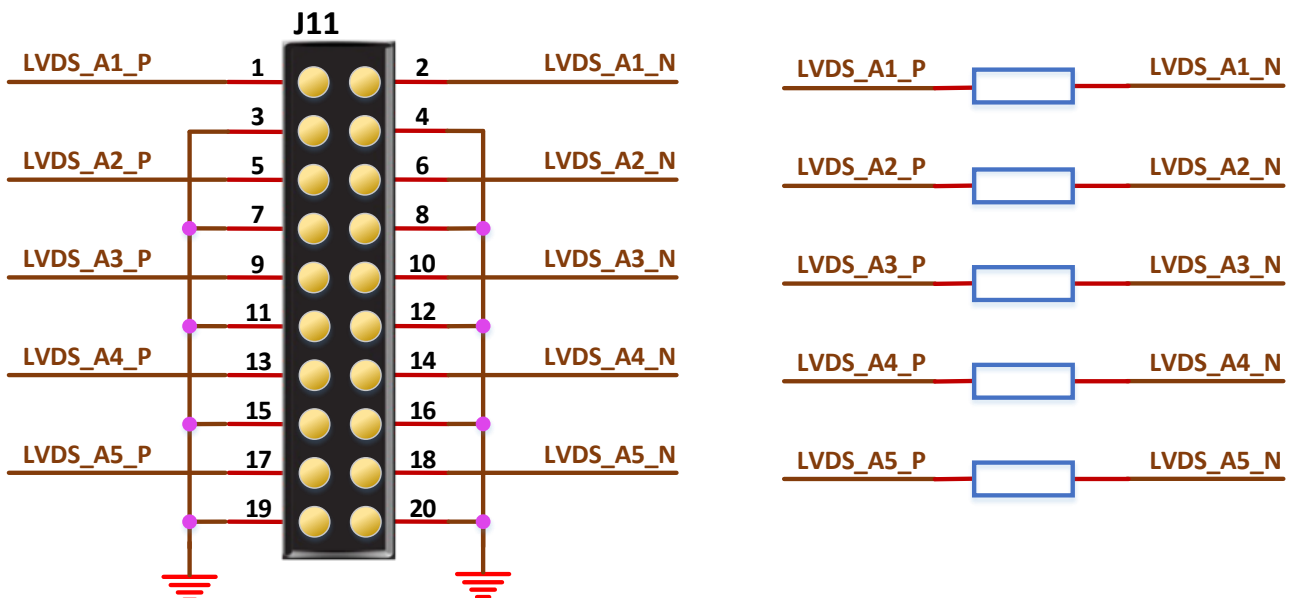 J11
LVDS_A1_P 1 2 LVDS_A1_N
3 4
LVDS_A2_P 5 6 LVDS_A2_N
7 8
LVDS_A3_P 9 10 LVDS_A3_N
11 12
LVDS_A4_P 13 14 LVDS_A4_N
15 16
LVDS_A5_P 17 18 LVDS_A5_N
19 20
LVDS_A1_P LVDS_A1_N
LVDS_A2_P LVDS_A2_N
LVDS_A3_P LVDS_A3_N
LVDS_A4_P LVDS_A4_N
LVDS_A5_P LVDS_A5_N